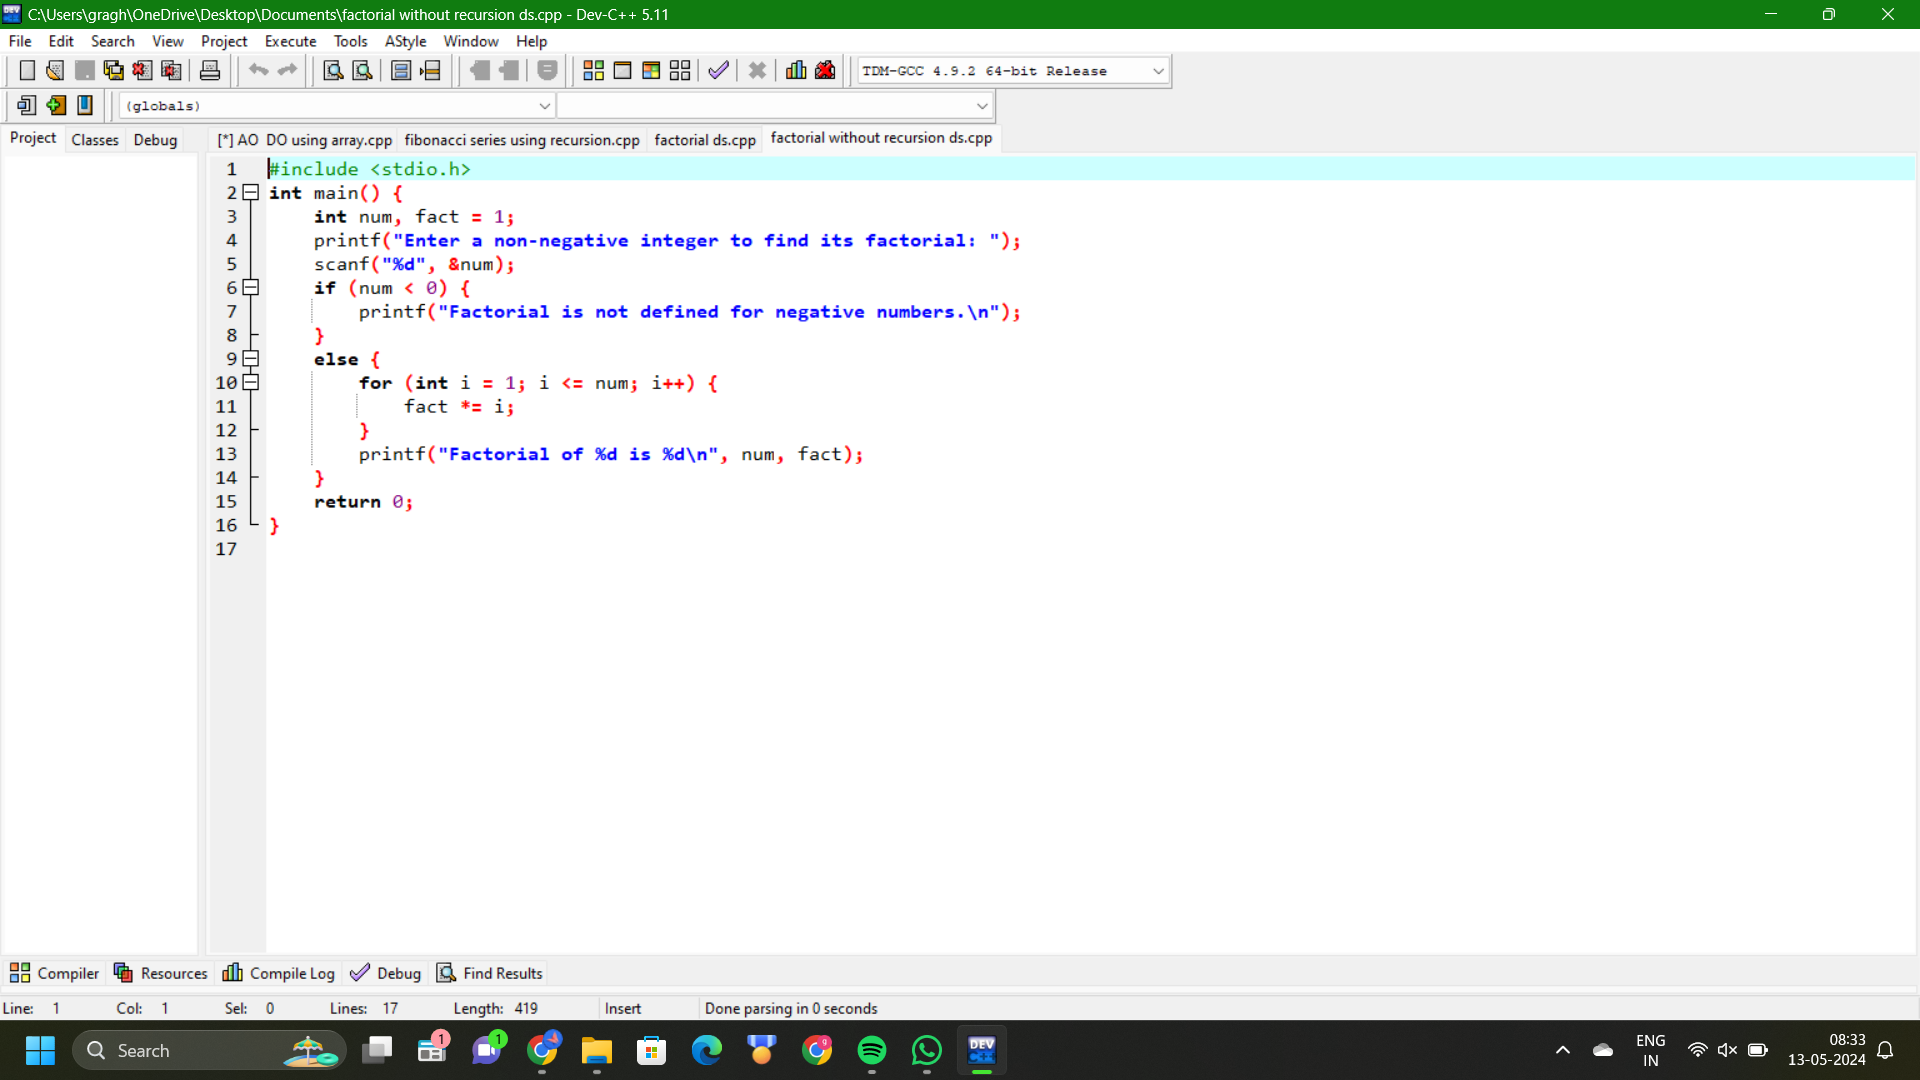 C:\Users\gragh\OneDrive\Desktop\Documents\factorial without recursion ds.cpp - Dev-C++ 5.11
File Edit Search View Project Execute Tools AStyle Window Help
TDM-GCC 4.9.2 64-bit Release
(globals)
Project Classes Debug [*] AO DO using array.cpp fibonacci series using recursion.cpp factorial ds.cpp factorial without recursion ds.cpp
1 #include <stdio.h>
2 int main() {
3 int num, fact = 1;
4 printf("Enter a non-negative integer to find its factorial: ");
5 scanf("%d", &num);
6 if (num < 0) {
7 printf("Factorial is not defined for negative numbers.\n");
8 }
9 else {
10 for (int i = 1; i <= num; i++) {
11 fact *= i;
12 }
13 printf("Factorial of %d is %d\n", num, fact);
14 }
15 return 0;
16 }
17
Compiler Resources Compile Log Debug Find Results
Line: 1 Col: 1 Sel: 0 Lines: 17 Length: 419 Insert Done parsing in 0 seconds
Search 1 1 9 DEV C++ ENG IN 08:33 13-05-2024